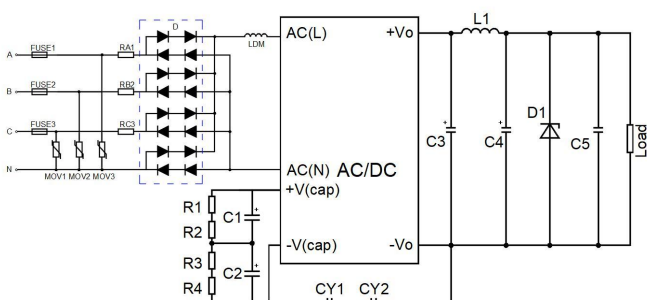 D
L1
AC(L)
+Vo
LDM
A
FUSE1
RA1
B
FUSE2
RB2
D1
C
FUSE3
RC3
C3
C4
C5
Load
N
MOV1 MOV2 MOV3
AC(N)
AC/DC
+V(cap)
R1
C1
R2
-V(cap)
-Vo
R3
C2
R4
CY1
CY2